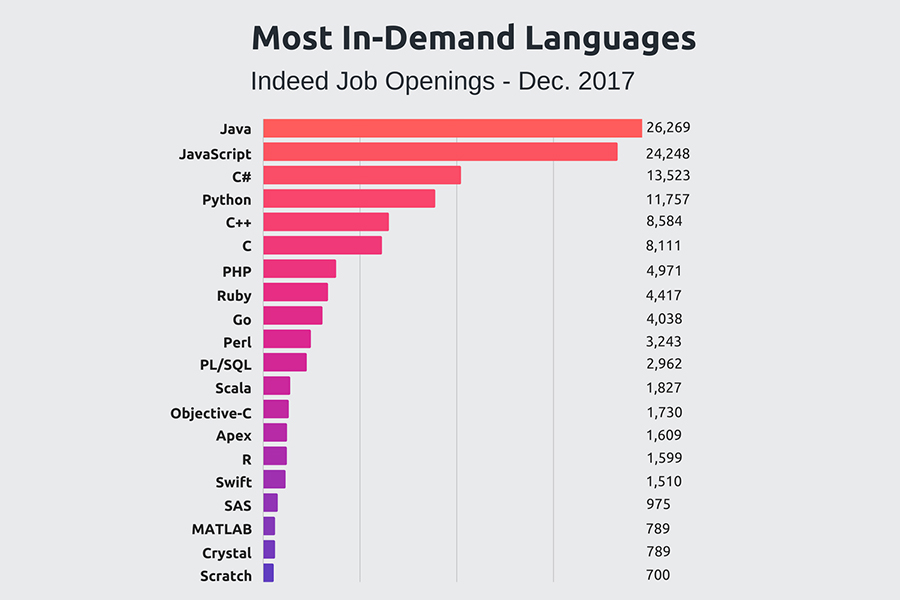 Most In-Demand Languages
Indeed Job Openings - Dec. 2017
Java 26,269
JavaScript 24,248
C# 13,523
Python 11,757
C++ 8,584
C 8,111
PHP 4,971
Ruby 4,417
Go 4,038
Perl 3,243
PL/SQL 2,962
Scala 1,827
Objective-C 1,730
Apex 1,609
R 1,599
Swift 1,510
SAS 975
MATLAB 789
Crystal 789
Scratch 700